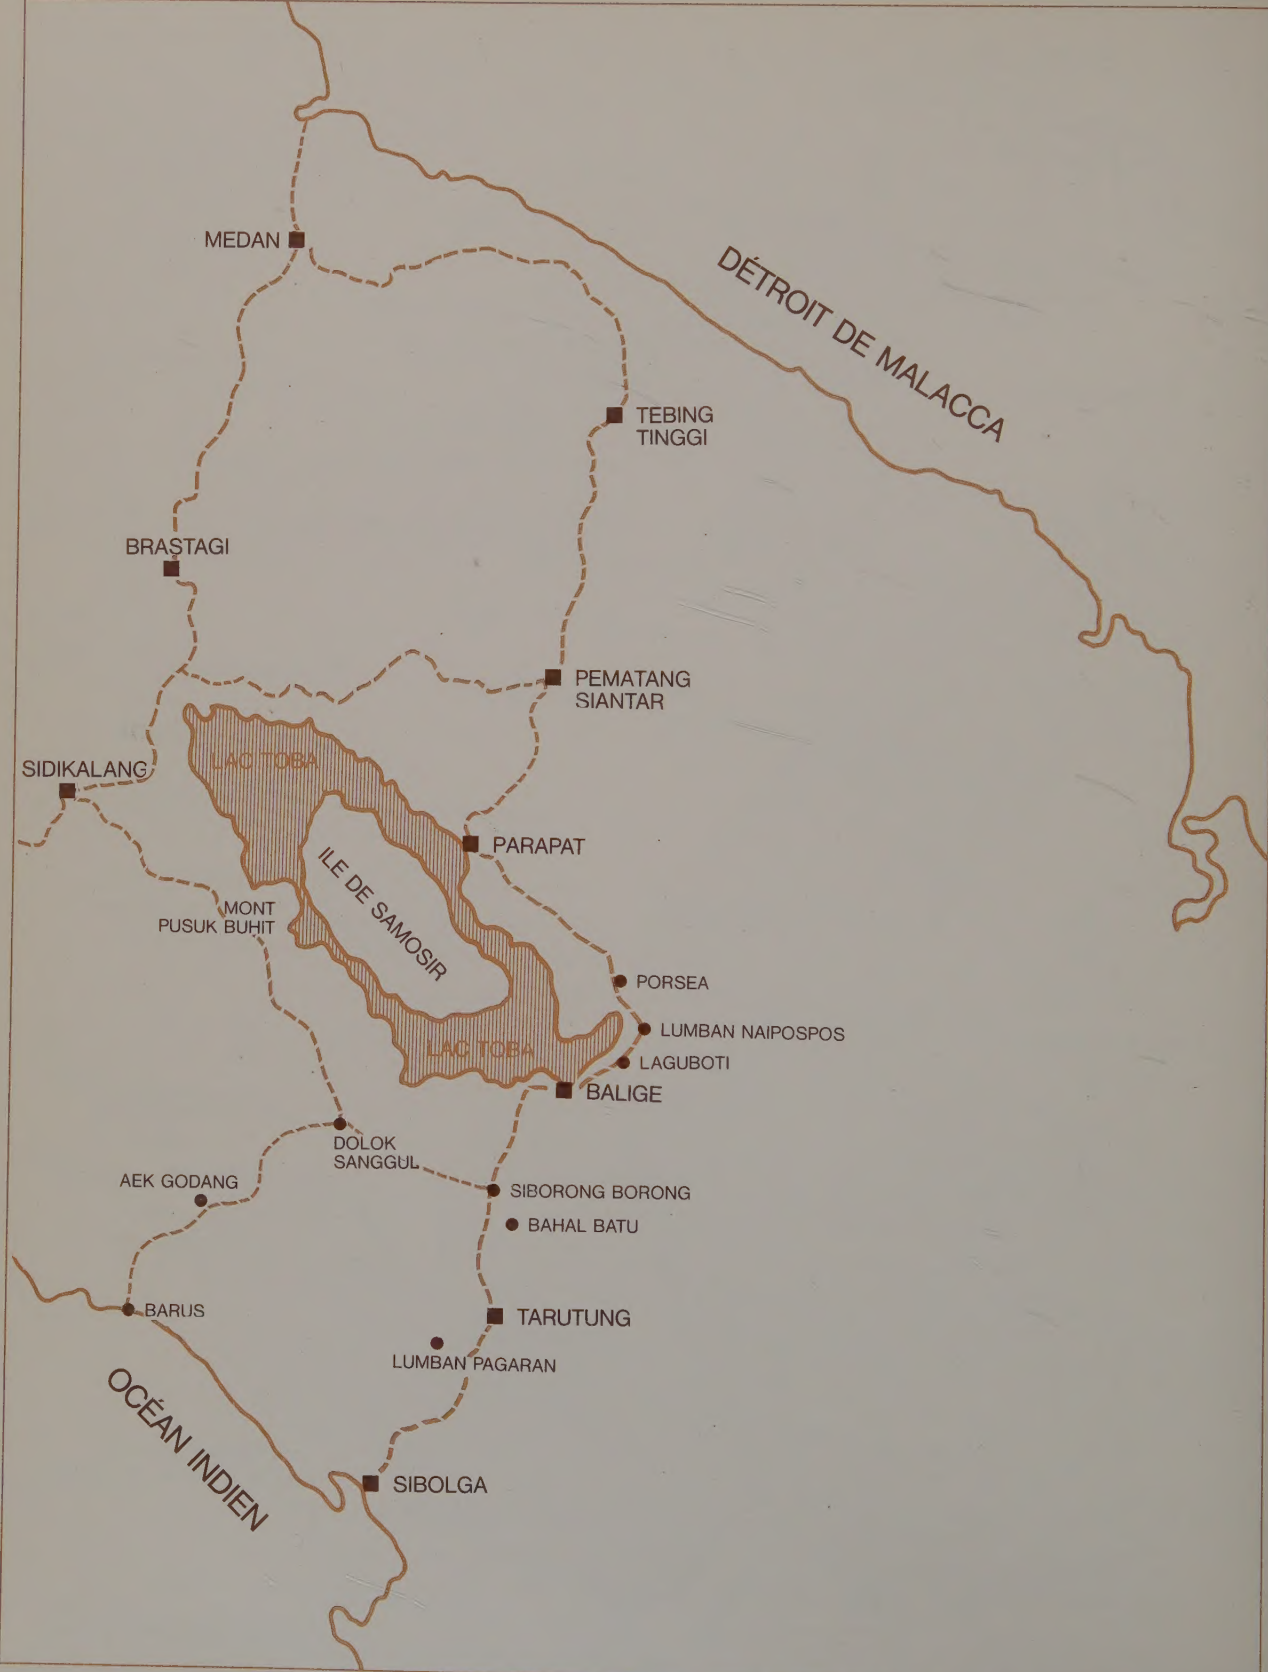 MEDAN
DÉTROIT DE MALACCA
TEBING
TINGGI
BRASTAGI
PEMATANG
SIANTAR
SIDIKALANG
LAC TOBA
PARAPAT
ILE DE SAMOSIR
MONT
PUSUK BUHIT
PORSEA
LUMBAN NAIPOSPOS
LAC TOBA
LAGUBOTI
BALIGE
DOLOK
SANGGUL
AEK GODANG
SIBORONG BORONG
BAHAL BATU
BARUS
TARUTUNG
LUMBAN PAGARAN
OCÉAN INDIEN
SIBOLGA